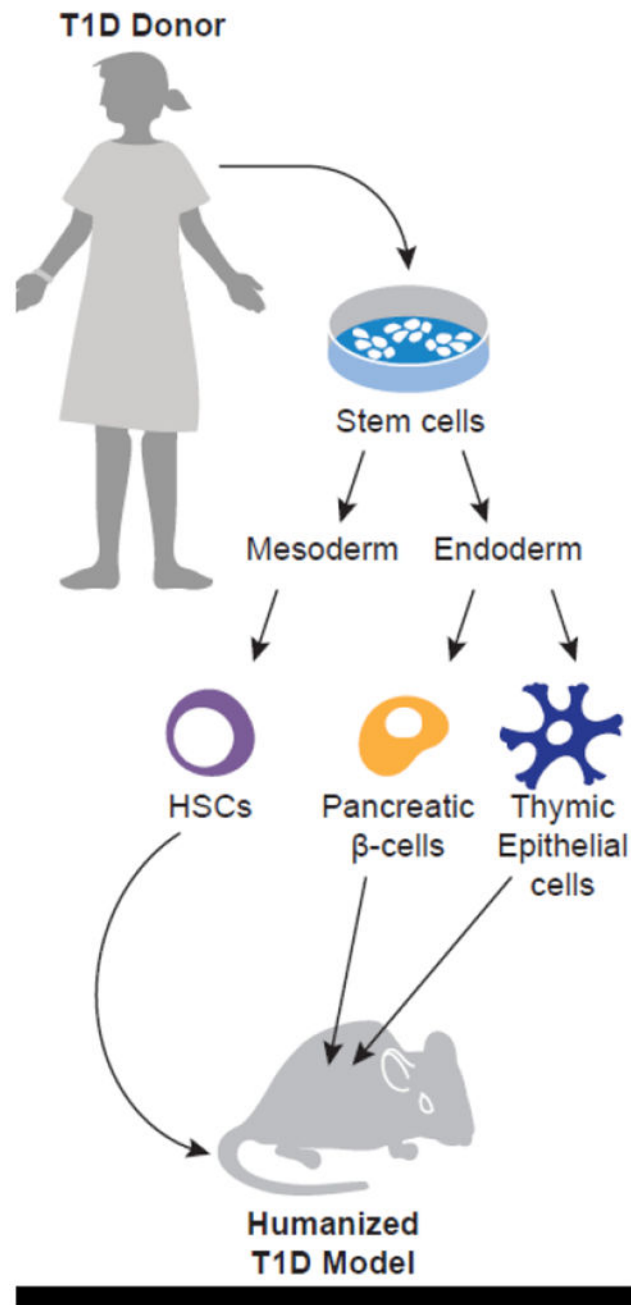 T1D Donor
Stem cells
Mesoderm
Endoderm
HSCs
Pancreatic
β-cells
Thymic
Epithelial
cells
Humanized
T1D Model